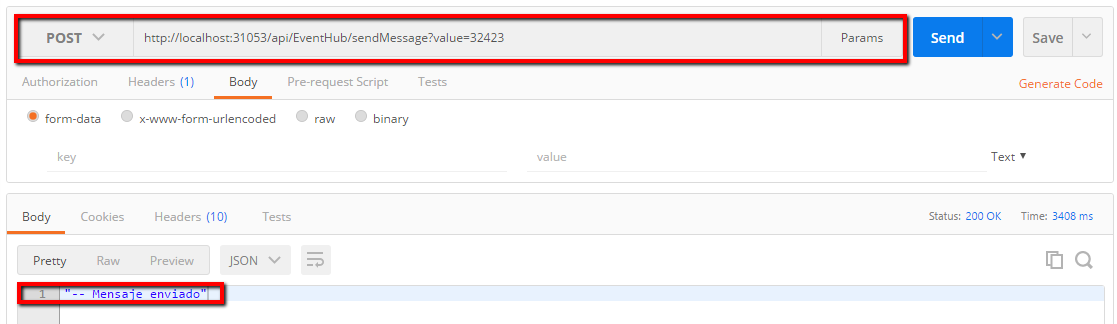 POST http://localhost:31053/api/EventHub/sendMessage?value=32423 Params Send Save
Authorization Headers (1) Body Pre-request Script Tests Generate Code
form-data x-www-form-urlencoded raw binary
key value Text
Body Cookies Headers (10) Tests Status: 200 OK Time: 3408 ms
Pretty Raw Preview JSON
1 "-- Mensaje enviado"